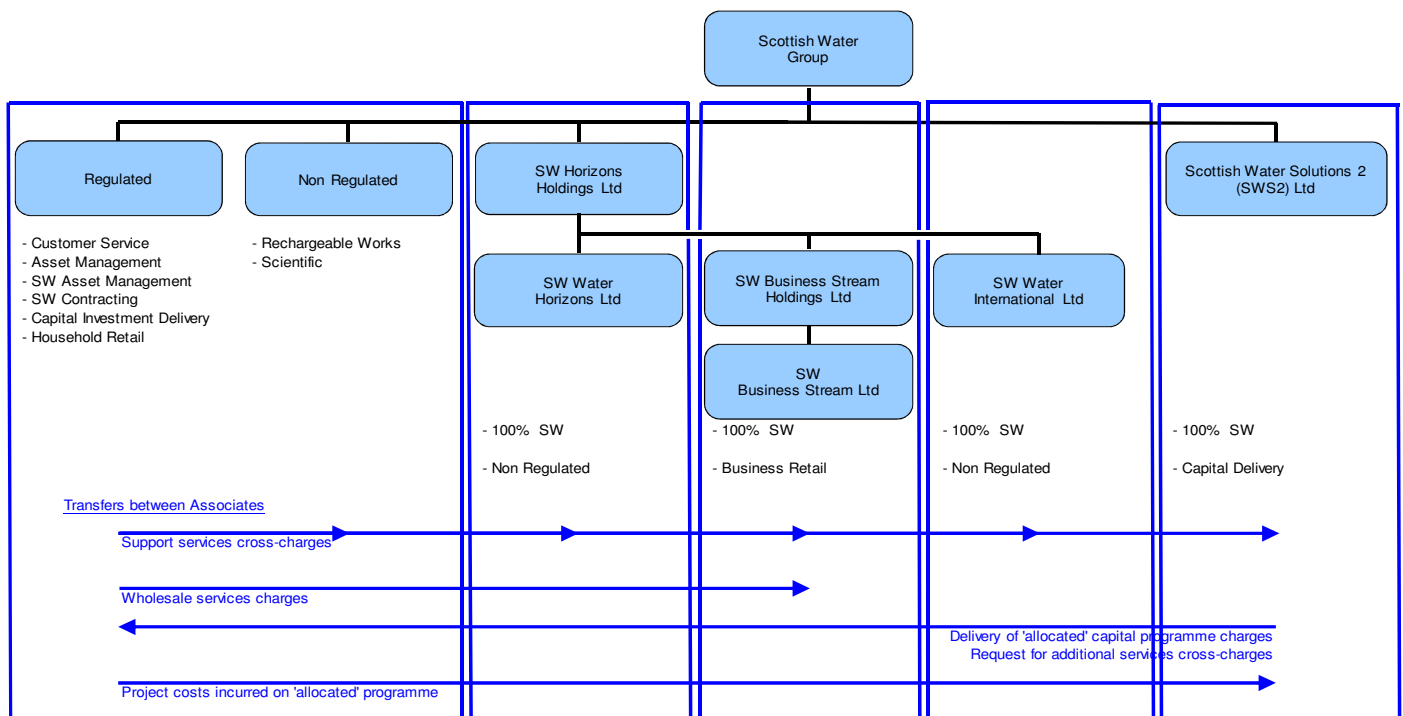 Scottish Water
Group
Regulated
Non Regulated
SW Horizons
Holdings Ltd
Scottish Water Solutions 2
(SWS2) Ltd
- Customer Service
- Asset Management
- SW Asset Management
- SW Contracting
- Capital Investment Delivery
- Household Retail
- Rechargeable Works
- Scientific
SW Water
Horizons Ltd
SW Business Stream
Holdings Ltd
SW Water
International Ltd
SW
Business Stream Ltd
- 100% SW
- Non Regulated
- 100% SW
- Business Retail
- 100% SW
- Non Regulated
- 100% SW
- Capital Delivery
Transfers between Associates
Support services cross-charges
Wholesale services charges
Delivery of 'allocated' capital programme charges
Request for additional services cross-charges
Project costs incurred on 'allocated' programme